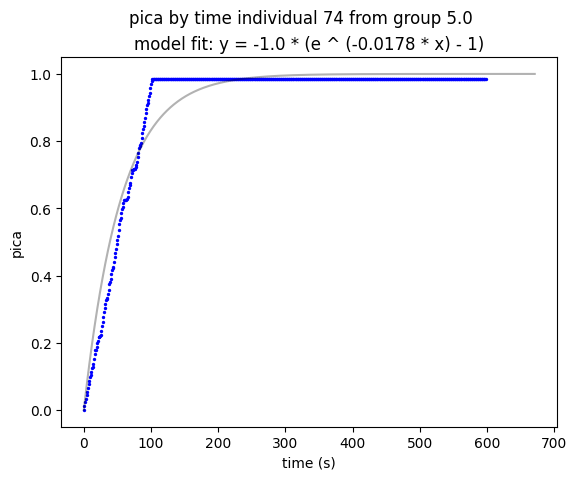 pica by time individual 74 from group 5.0
model fit: y = -1.0 * (e ^ (-0.0178 * x) - 1)
1.0
0.8
0.6
0.4
0.2
0.0
pica
0 100 200 300 400 500 600 700
time (s)